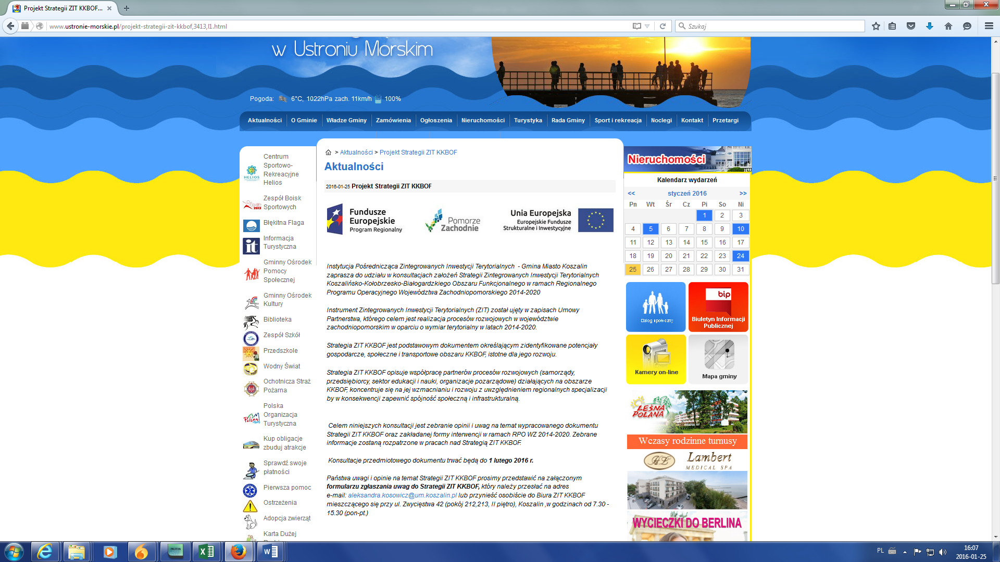 Projekt Strategii ZIT KKBOF...
www.ustronie-morskie.pl/projekt-strategii-zit-kkbof,3413,l1.html
Szukaj
w Ustroniu Morskim
Pogoda: 6°C, 1022hPa zach. 11km/h 100%
Aktualności O Gminie Władze Gminy Zamówienia Ogłoszenia Nieruchomości Turystyka Rada Gminy Sport i rekreacja Noclegi Kontakt Przetargi
Centrum
Sportowo-
Rekreacyjne
Helios
HELIOS
Zespół Boisk
Sportowych
2012
Błękitna Flaga
Informacja
Turystyczna
it
Gminny Ośrodek
Pomocy
Społecznej
Gminny Ośrodek
Kultury
Biblioteka
Zespół Szkół
Przedszkole
Wodny Świat
Ochotnicza Straż
Pożarna
Polska
Organizacja
Turystyczna
Polska
Kup obligacje
zbuduj atrakcje
Sprawdź swoje
płatności
Pierwsza pomoc
Ostrzeżenia
Adopcja zwierząt
Karta Dużej
> Aktualności > Projekt Strategii ZIT KKBOF
Aktualności
2016-01-25 Projekt Strategii ZIT KKBOF
Fundusze
Europejskie
Program Regionalny
Pomorze
Zachodnie
Unia Europejska
Europejskie Fundusze
Strukturalne i Inwestycyjne
Instytucja Pośrednicząca Zintegrowanych Inwestycji Terytorialnych - Gmina Miasto Koszalin
zaprasza do udziału w konsultacjach założeń Strategii Zintegrowanych Inwestycji Terytorialnych
Koszalińsko-Kołobrzesko-Białogardzkiego Obszaru Funkcjonalnego w ramach Regionalnego
Programu Operacyjnego Województwa Zachodniopomorskiego 2014-2020
Instrument Zintegrowanych Inwestycji Terytorialnych (ZIT) został ujęty w zapisach Umowy
Partnerstwa, którego celem jest realizacja procesów rozwojowych w województwie
zachodniopomorskim w oparciu o wymiar terytorialny w latach 2014-2020.
Strategia ZIT KKBOF jest podstawowym dokumentem określającym zidentyfikowane potencjały
gospodarcze, społeczne i transportowe obszaru KKBOF, istotne dla jego rozwoju.
Strategia ZIT KKBOF opisuje współpracę partnerów procesów rozwojowych (samorządy,
przedsiębiorcy, sektor edukacji i nauki, organizacje pozarządowe) działających na obszarze
KKBOF, koncentruje się na jej wzmacnianiu i rozwoju z uwzględnieniem regionalnych specjalizacji
by w konsekwencji zapewnić spójność społeczną i infrastrukturalną.
Celem niniejszych konsultacji jest zebranie opinii i uwag na temat wypracowanego dokumentu
Strategii ZIT KKBOF oraz zakładanej formy interwencji w ramach RPO WZ 2014-2020. Zebrane
informacje zostaną rozpatrzone w pracach nad Strategią ZIT KKBOF.
Konsultacje przedmiotowego dokumentu trwać będą do 1 lutego 2016 r.
Państwa uwagi i opinie na temat Strategii ZIT KKBOF prosimy przedstawić na załączonym
formularzu zgłaszania uwag do Strategii ZIT KKBOF, który należy przesłać na adres
e-mail: aleksandra.kosowicz@um.koszalin.pl lub przynieść osobiście do Biura ZIT KKBOF
mieszczącego się przy ul. Zwycięstwa 42 (pokój 212,213, II piętro), Koszalin ,w godzinach od 7.30 -
15.30 (pon-pt.)
Nieruchomości
Kalendarz wydarzeń
<< styczeń 2016 >>
Pn Wt Śr Cz Pi So Ni
1 2 3
4 5 6 7 8 9 10
11 12 13 14 15 16 17
18 19 20 21 22 23 24
25 26 27 28 29 30 31
Dialog społeczny
bip
Biuletyn Informacji
Publicznej
Kamery on-line
Mapa gminy
LEŚNA
POLANA
Wczasy rodzinne turnusy
Lambert
MEDICAL SPA
WYCIECZKI DO BERLINA
PROTON
PL
16:07
2016-01-25